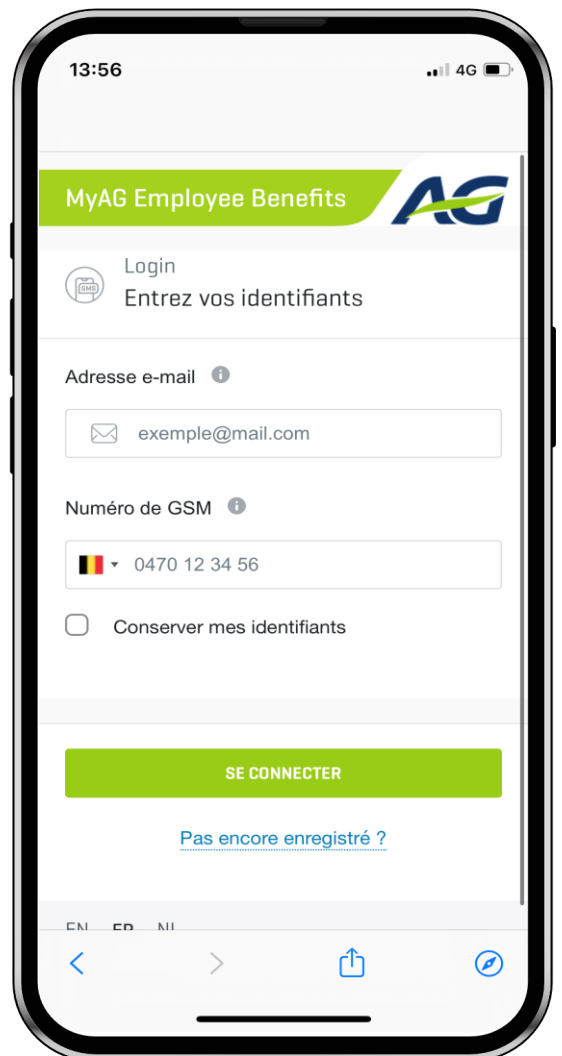 13:56
4G
MyAG Employee Benefits
AG
Login
SMS
Entrez vos identifiants
Adresse e-mail
exemple@mail.com
Numéro de GSM
0470 12 34 56
Conserver mes identifiants
SE CONNECTER
Pas encore enregistré ?
EN FR NL